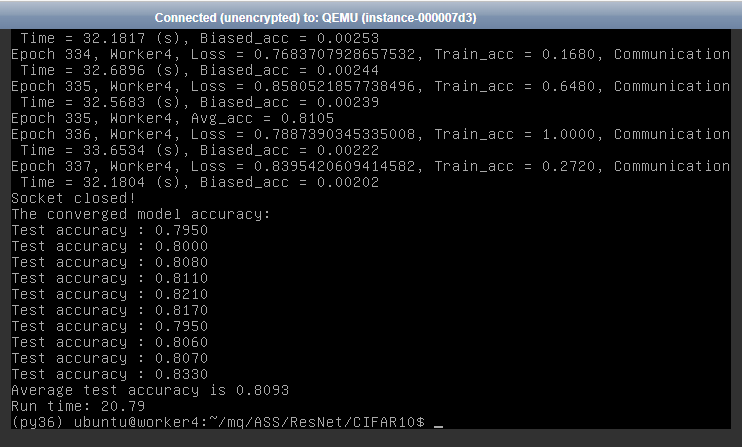 Connected (unencrypted) to: QEMU (instance-000007d3)
Time = 32.1817 (s), Biased_acc = 0.00253
Epoch 334, Worker4, Loss = 0.7683707928657532, Train_acc = 0.1680, Communication
Time = 32.6896 (s), Biased_acc = 0.00244
Epoch 335, Worker4, Loss = 0.8580521857738496, Train_acc = 0.6480, Communication
Time = 32.5683 (s), Biased_acc = 0.00239
Epoch 335, Worker4, Avg_acc = 0.8105
Epoch 336, Worker4, Loss = 0.7887390345335008, Train_acc = 1.0000, Communication
Time = 33.6534 (s), Biased_acc = 0.00222
Epoch 337, Worker4, Loss = 0.8395420609414582, Train_acc = 0.2720, Communication
Time = 32.1804 (s), Biased_acc = 0.00202
Socket closed!
The converged model accuracy:
Test accuracy : 0.7950
Test accuracy : 0.8000
Test accuracy : 0.8080
Test accuracy : 0.8110
Test accuracy : 0.8210
Test accuracy : 0.8170
Test accuracy : 0.7950
Test accuracy : 0.8060
Test accuracy : 0.8070
Test accuracy : 0.8330
Average test accuracy is 0.8093
Run time: 20.79
(py36) ubuntu@worker4:~/mq/ASS/ResNet/CIFAR10$ _